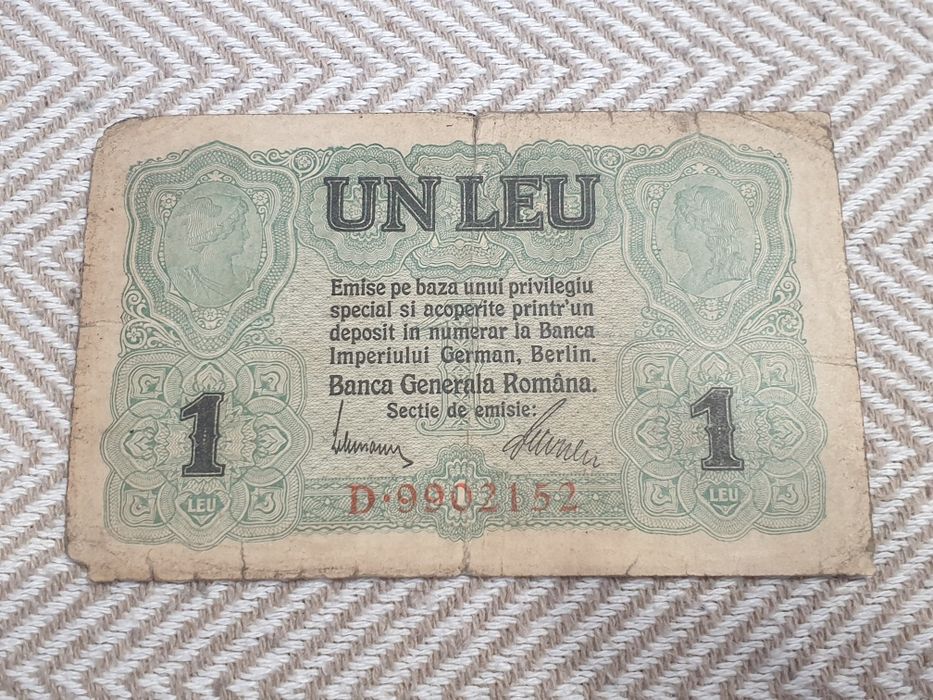 UN LEU
Emise pe baza unui privilegiu
special si acoperite printr'un
deposit in numerar la Banca
Imperiului German, Berlin.
Banca Generala Româna.
Sectie de emisie:
1 1
LEU LEU
D·9902152